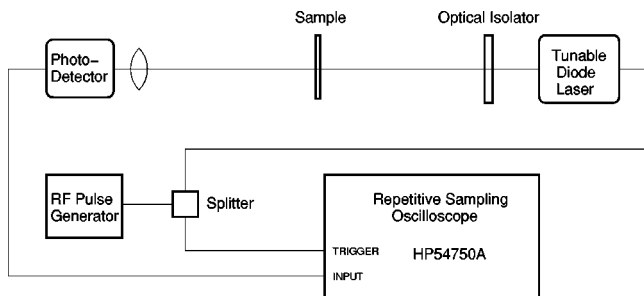 Sample
Optical Isolator
Photo-
Detector
Tunable
Diode
Laser
RF Pulse
Generator
Splitter
Repetitive Sampling
Oscilloscope
TRIGGER
HP54750A
INPUT